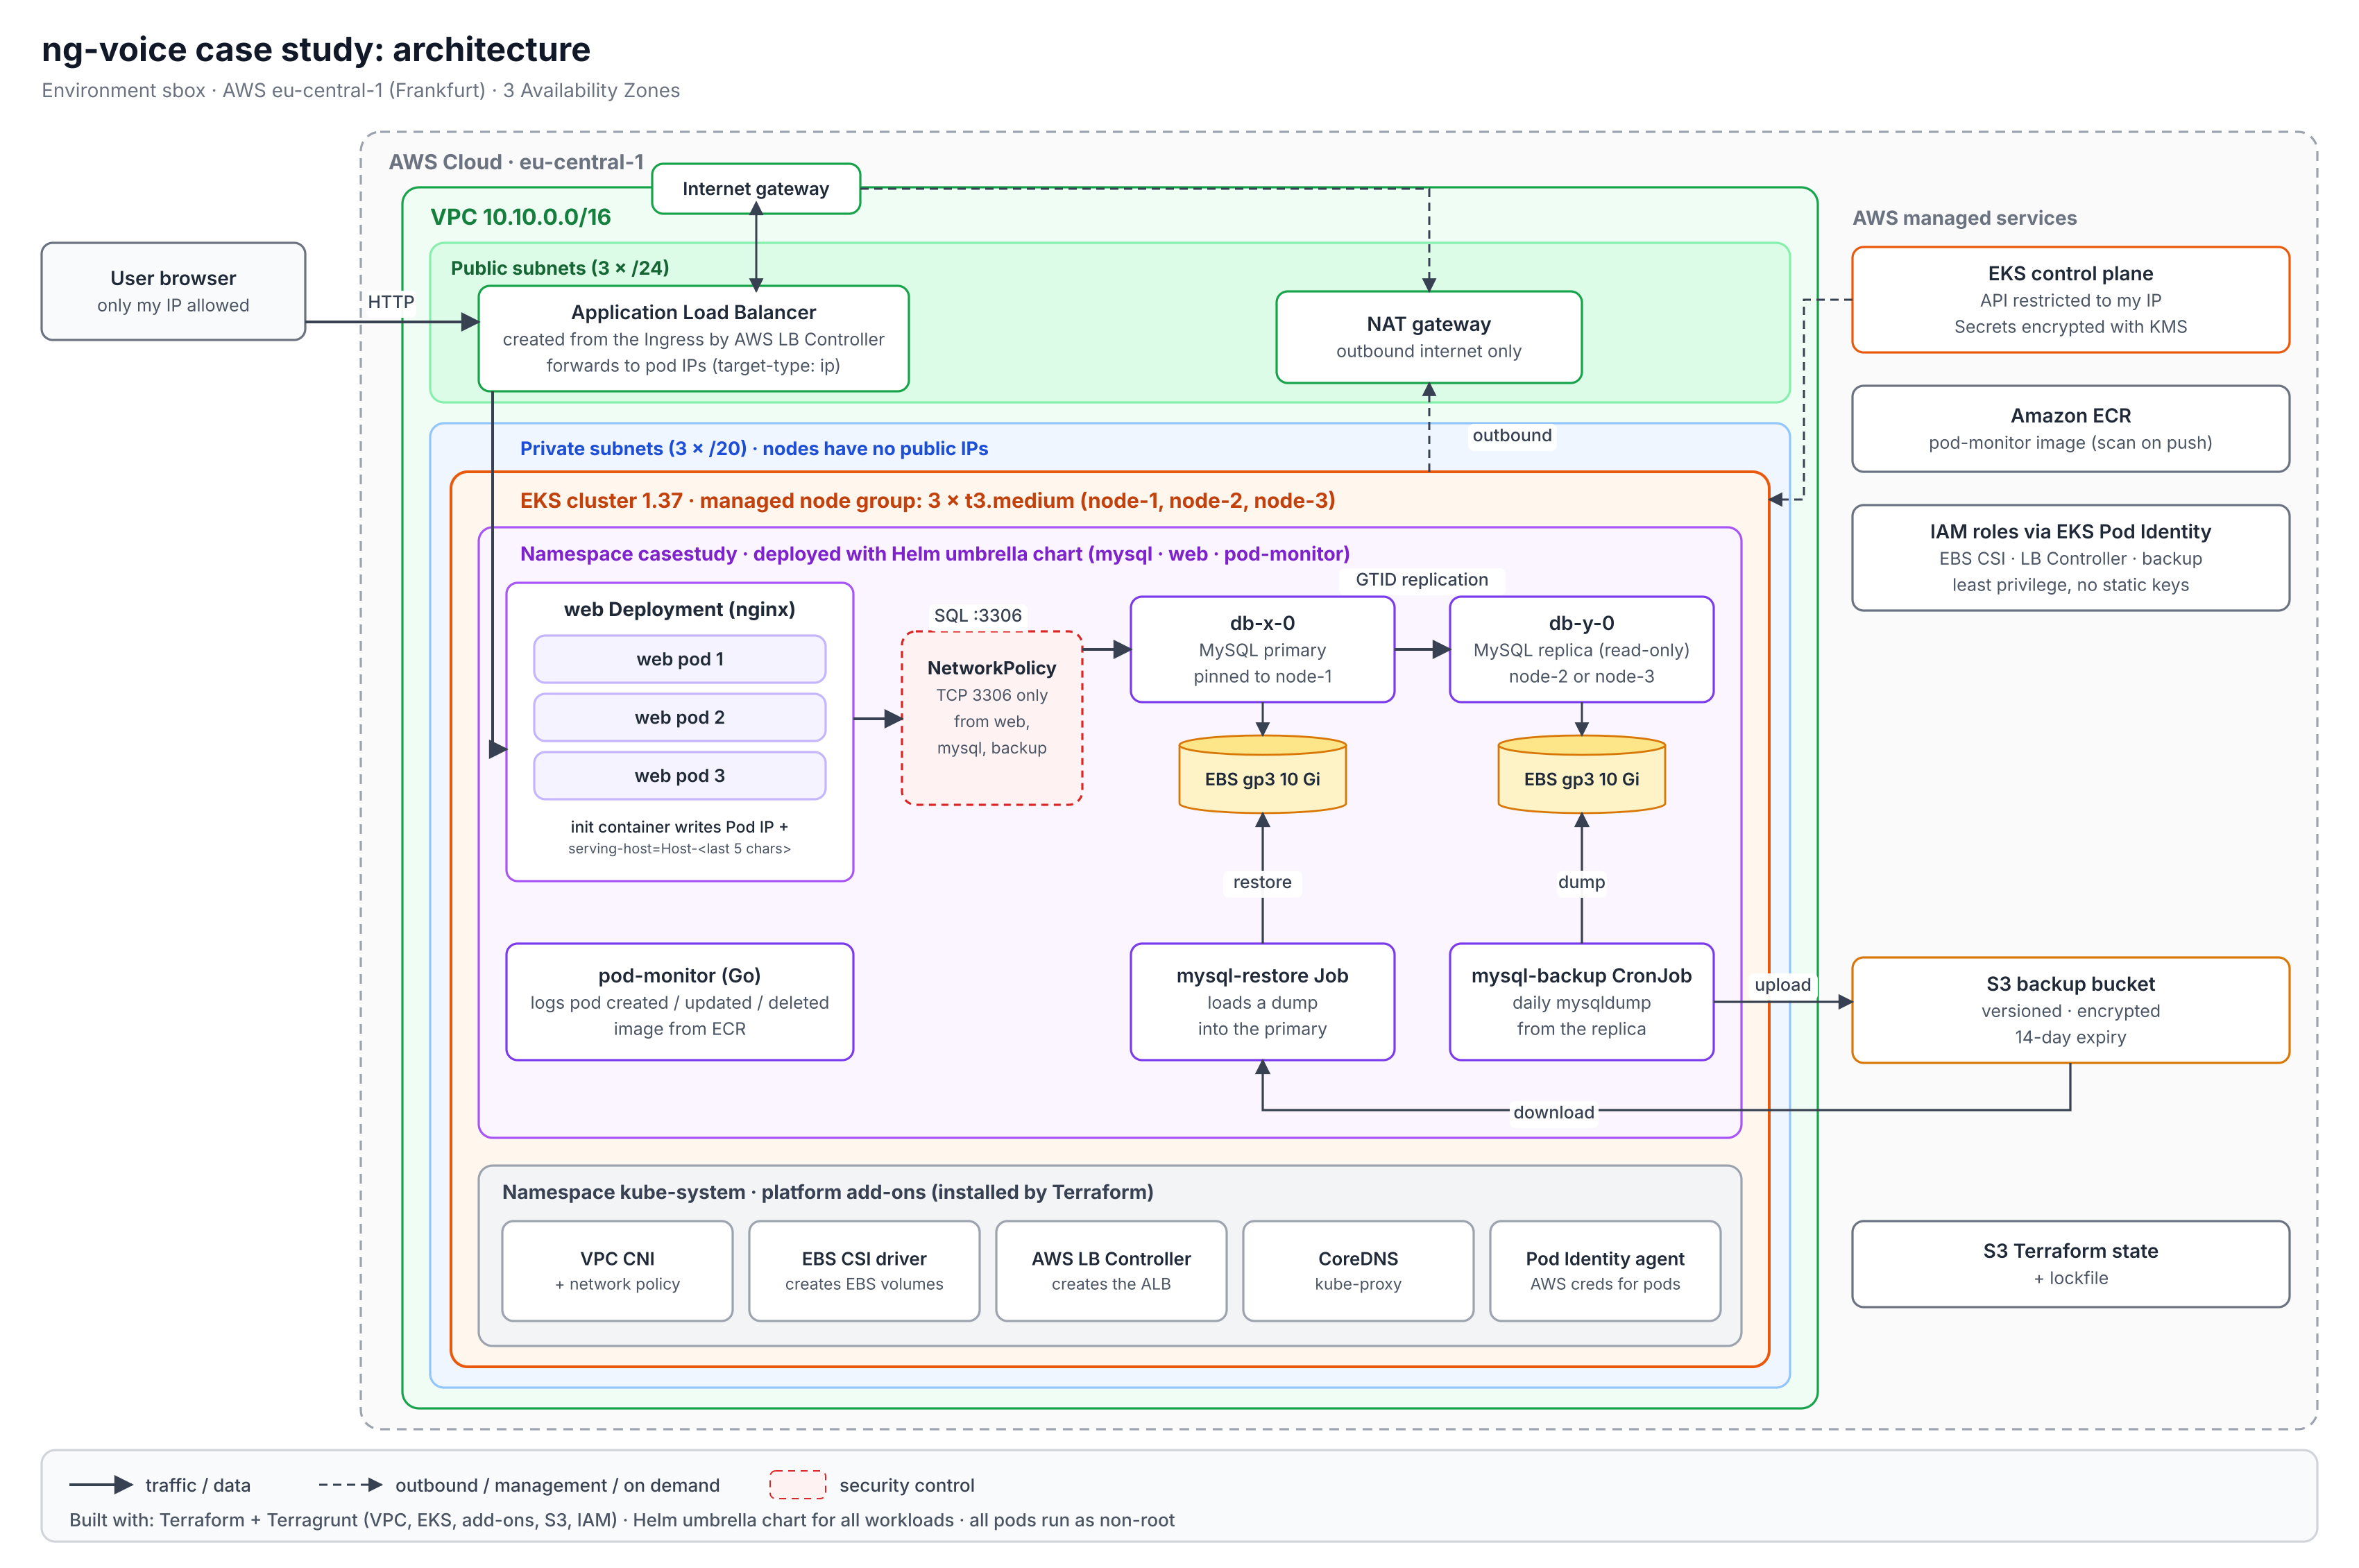 ng-voice case study: architecture
Environment sbox · AWS eu-central-1 (Frankfurt) · 3 Availability Zones
AWS Cloud · eu-central-1
Internet gateway
VPC 10.10.0.0/16
AWS managed services
User browser
only my IP allowed
HTTP
Public subnets (3 × /24)
Application Load Balancer
created from the Ingress by AWS LB Controller
forwards to pod IPs (target-type: ip)
NAT gateway
outbound internet only
EKS control plane
API restricted to my IP
Secrets encrypted with KMS
Amazon ECR
pod-monitor image (scan on push)
outbound
Private subnets (3 × /20) · nodes have no public IPs
EKS cluster 1.37 · managed node group: 3 × t3.medium (node-1, node-2, node-3)
IAM roles via EKS Pod Identity
EBS CSI · LB Controller · backup
least privilege, no static keys
Namespace casestudy · deployed with Helm umbrella chart (mysql · web · pod-monitor)
GTID replication
web Deployment (nginx)
web pod 1
web pod 2
web pod 3
init container writes Pod IP +
serving-host=Host-<last 5 chars>
SQL :3306
NetworkPolicy
TCP 3306 only
from web,
mysql, backup
db-x-0
MySQL primary
pinned to node-1
db-y-0
MySQL replica (read-only)
node-2 or node-3
EBS gp3 10 Gi
EBS gp3 10 Gi
restore
dump
pod-monitor (Go)
logs pod created / updated / deleted
image from ECR
mysql-restore Job
loads a dump
into the primary
mysql-backup CronJob
daily mysqldump
from the replica
upload
S3 backup bucket
versioned · encrypted
14-day expiry
download
Namespace kube-system · platform add-ons (installed by Terraform)
VPC CNI
+ network policy
EBS CSI driver
creates EBS volumes
AWS LB Controller
creates the ALB
CoreDNS
kube-proxy
Pod Identity agent
AWS creds for pods
S3 Terraform state
+ lockfile
traffic / data
outbound / management / on demand
security control
Built with: Terraform + Terragrunt (VPC, EKS, add-ons, S3, IAM) · Helm umbrella chart for all workloads · all pods run as non-root